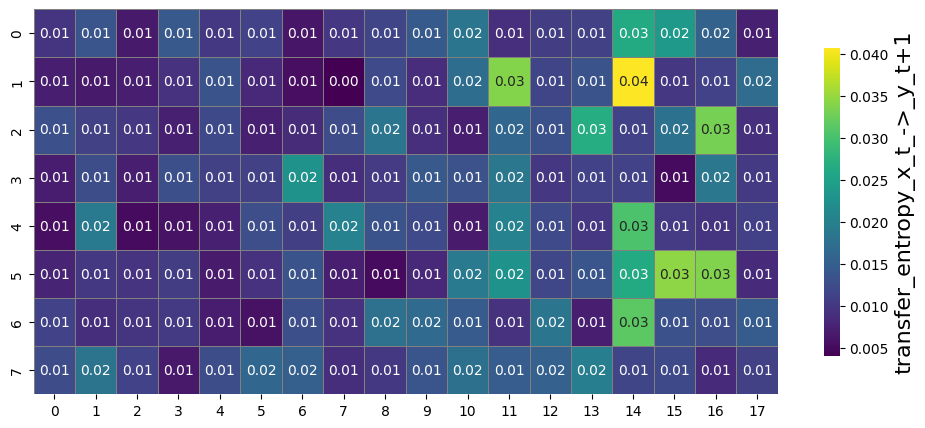 0 0.01 0.01 0.01 0.01 0.01 0.01 0.01 0.01 0.01 0.01 0.02 0.01 0.01 0.01 0.03 0.02 0.02 0.01
1 0.01 0.01 0.01 0.01 0.01 0.01 0.01 0.00 0.01 0.01 0.02 0.03 0.01 0.01 0.04 0.01 0.01 0.02
2 0.01 0.01 0.01 0.01 0.01 0.01 0.01 0.01 0.02 0.01 0.01 0.02 0.01 0.03 0.01 0.02 0.03 0.01
3 0.01 0.01 0.01 0.01 0.01 0.01 0.02 0.01 0.01 0.01 0.01 0.02 0.01 0.01 0.01 0.01 0.02 0.01
4 0.01 0.02 0.01 0.01 0.01 0.01 0.01 0.02 0.01 0.01 0.01 0.02 0.01 0.01 0.03 0.01 0.01 0.01
5 0.01 0.01 0.01 0.01 0.01 0.01 0.01 0.01 0.01 0.01 0.02 0.02 0.01 0.01 0.03 0.03 0.03 0.01
6 0.01 0.01 0.01 0.01 0.01 0.01 0.01 0.01 0.02 0.02 0.01 0.01 0.02 0.01 0.03 0.01 0.01 0.01
7 0.01 0.02 0.01 0.01 0.01 0.02 0.02 0.01 0.01 0.01 0.02 0.01 0.02 0.02 0.01 0.01 0.01 0.01
0 1 2 3 4 5 6 7 8 9 10 11 12 13 14 15 16 17
0.040
0.035
0.030
0.025
0.020
0.015
0.010
0.005
transfer_entropy_x_t_->_y_t+1